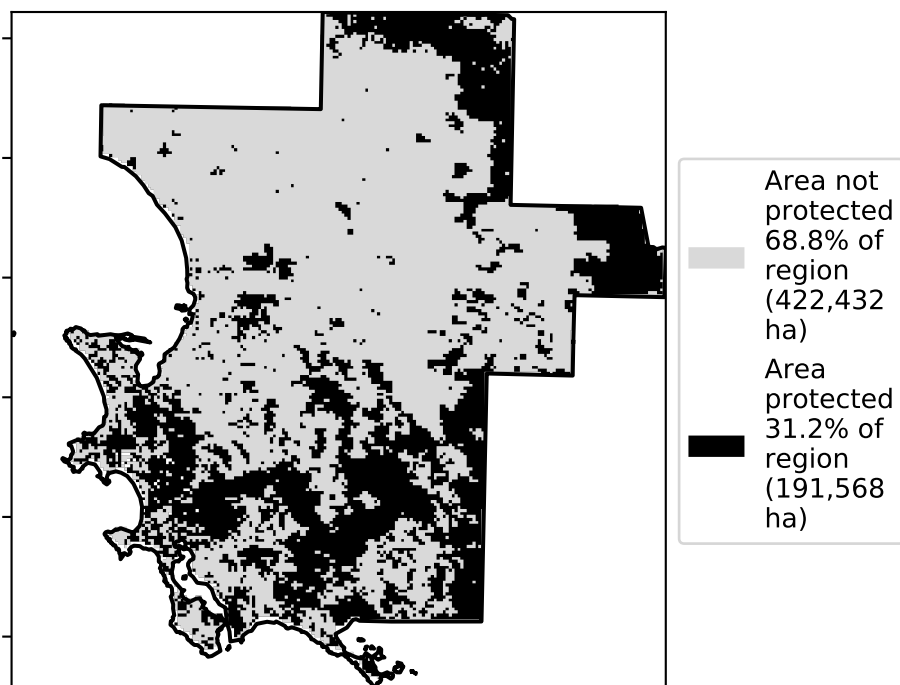 Area not
protected
68.8% of
region
(422,432
ha)
Area
protected
31.2% of
region
(191,568
ha)